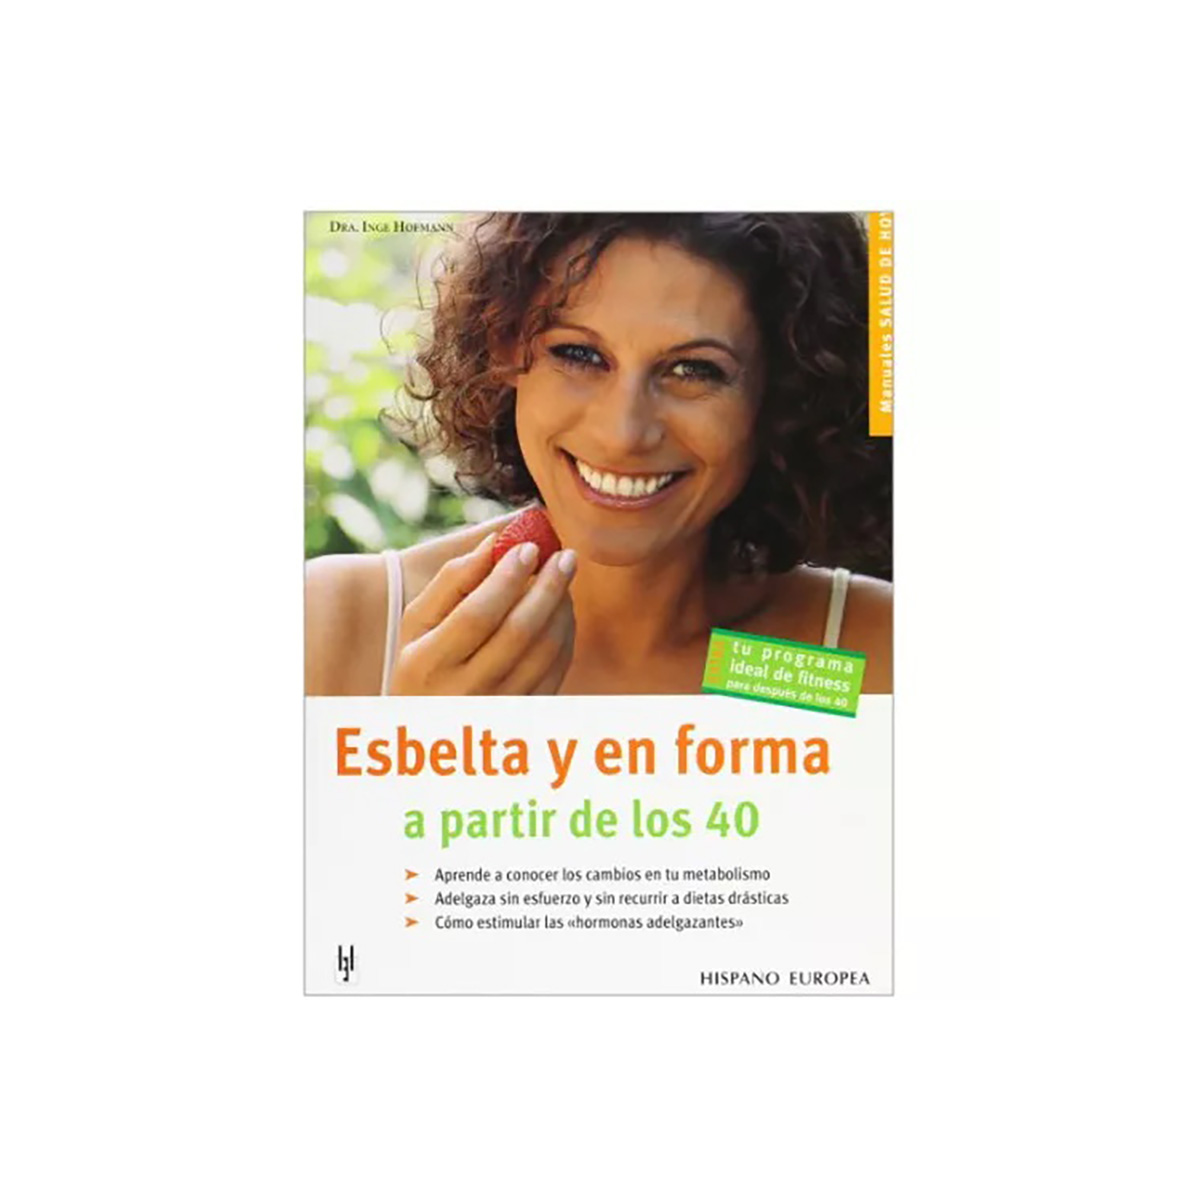 DRA. INGE HOFMANN
Manuales SALUD DE HOY
tu programa
ideal de fitness
para después de los 40
Esbelta y en forma
a partir de los 40
➤ Aprende a conocer los cambios en tu metabolismo
➤ Adelgaza sin esfuerzo y sin recurrir a dietas drásticas
➤ Cómo estimular las «hormonas adelgazantes»
HISPANO EUROPEA